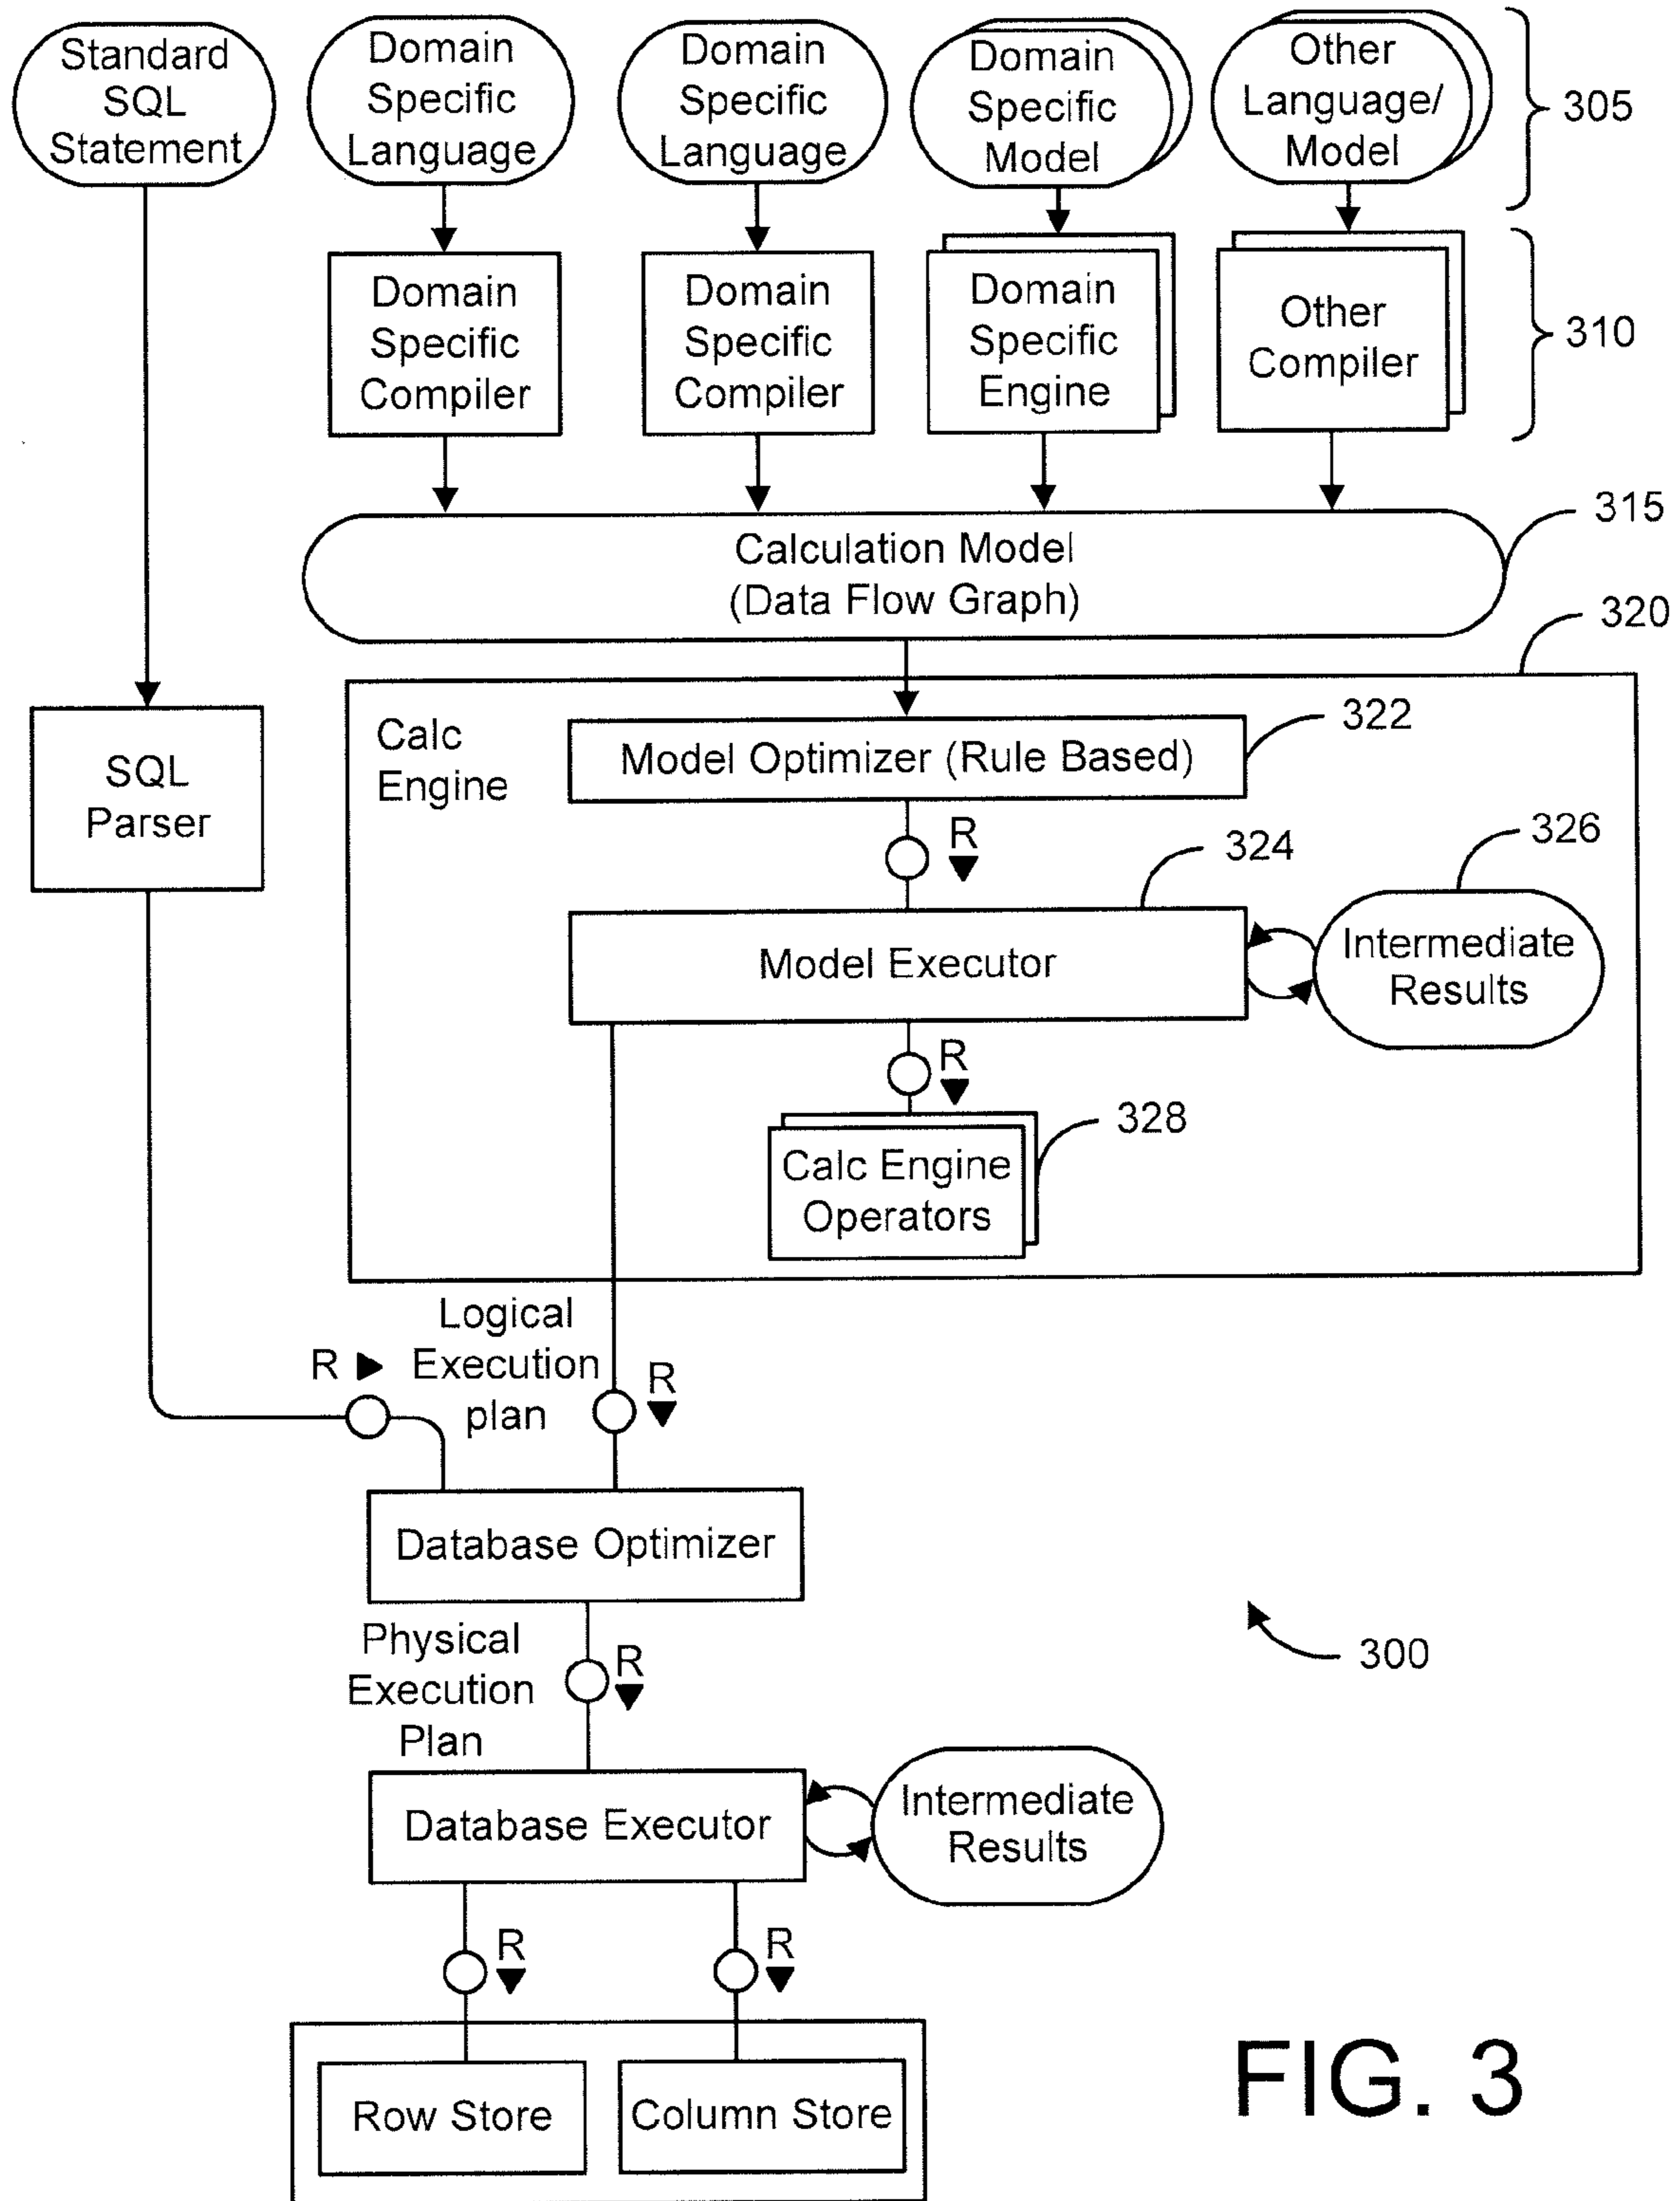 Standard
SQL
Statement
Domain
Specific
Language
Domain
Specific
Language
Domain
Specific
Model
Other
Language/
Model
305
Domain
Specific
Compiler
Domain
Specific
Compiler
Domain
Specific
Engine
Other
Compiler
310
315
Calculation Model
(Data Flow Graph)
320
Calc
Engine
322
Model Optimizer (Rule Based)
SQL
Parser
R
324
326
Model Executor
Intermediate
Results
R
328
Calc Engine
Operators
Logical
Execution
plan
R
R
Database Optimizer
Physical
Execution
Plan
R
300
Database Executor
Intermediate
Results
R
R
Row Store
Column Store
FIG. 3